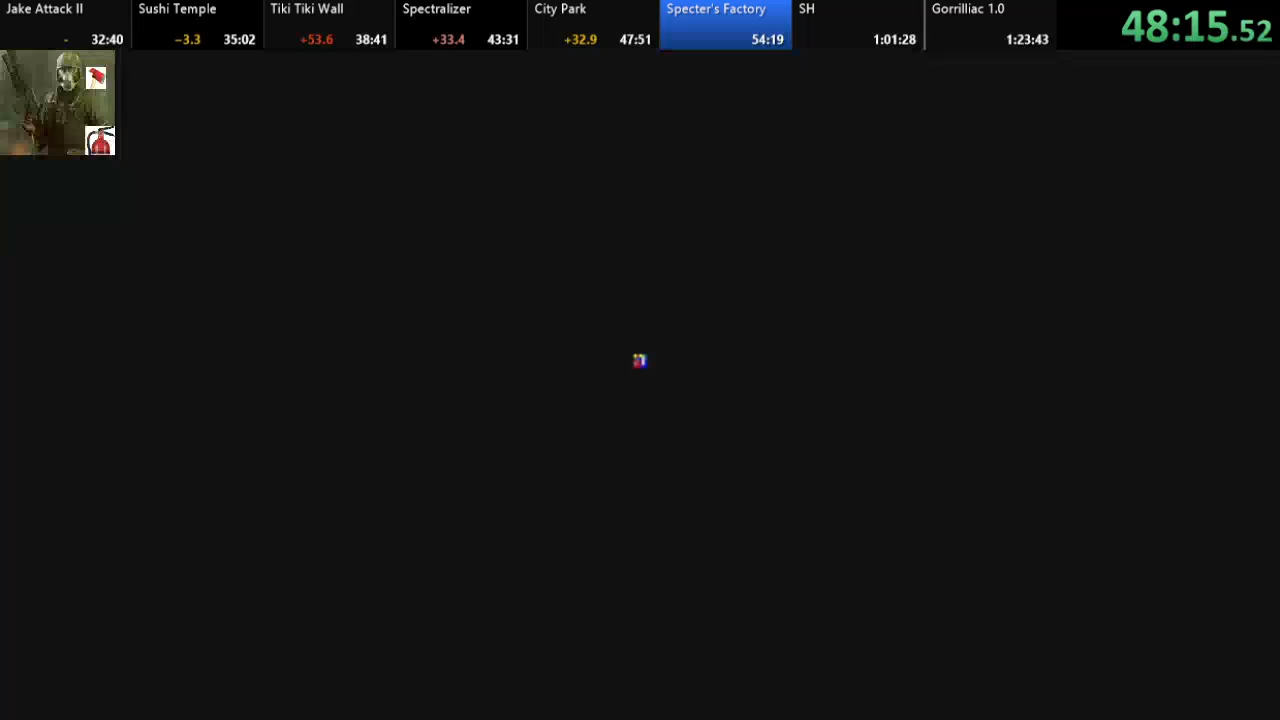 Jake Attack II
- 32:40
Sushi Temple
−3.3 35:02
Tiki Tiki Wall
+53.6 38:41
Spectralizer
+33.4 43:31
City Park
+32.9 47:51
Specter's Factory
54:19
SH
1:01:28
Gorrilliac 1.0
1:23:43
48:15.52